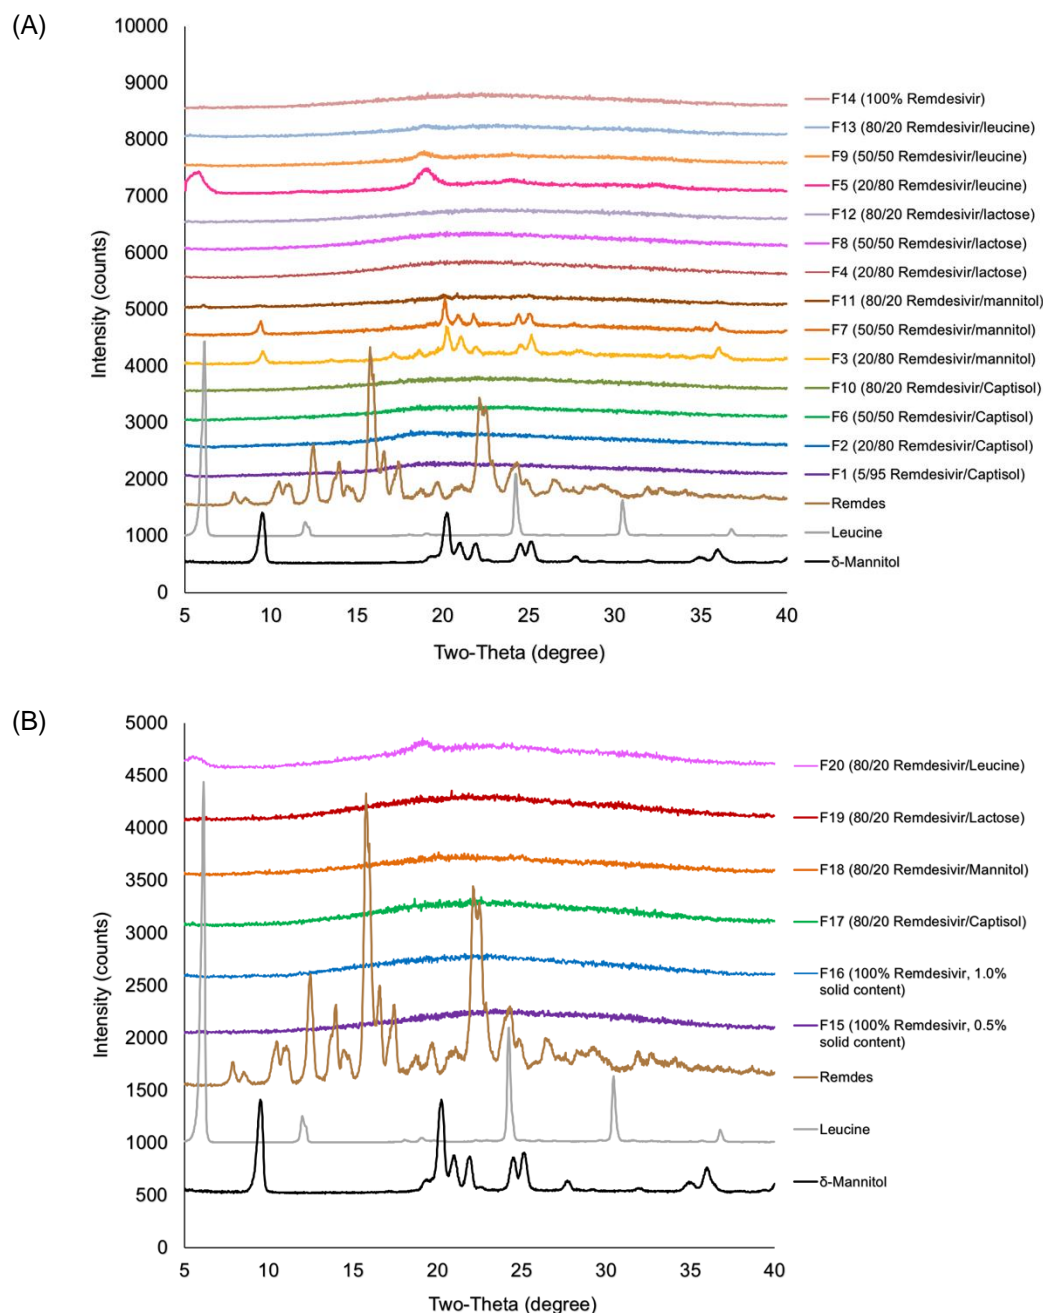 (A)
10000
9000
8000
7000
6000
5000
4000
3000
2000
1000
0
Intensity (counts)
5
10
15
20
25
30
35
40
Two-Theta (degree)
F14 (100% Remdesivir)
F13 (80/20 Remdesivir/leucine)
F9 (50/50 Remdesivir/leucine)
F5 (20/80 Remdesivir/leucine)
F12 (80/20 Remdesivir/lactose)
F8 (50/50 Remdesivir/lactose)
F4 (20/80 Remdesivir/lactose)
F11 (80/20 Remdesivir/mannitol)
F7 (50/50 Remdesivir/mannitol)
F3 (20/80 Remdesivir/mannitol)
F10 (80/20 Remdesivir/Captisol)
F6 (50/50 Remdesivir/Captisol)
F2 (20/80 Remdesivir/Captisol)
F1 (5/95 Remdesivir/Captisol)
Remdes
Leucine
δ-Mannitol
(B)
5000
4500
4000
3500
3000
2500
2000
1500
1000
500
0
Intensity (counts)
5
10
15
20
25
30
35
40
Two-Theta (degree)
F20 (80/20 Remdesivir/Leucine)
F19 (80/20 Remdesivir/Lactose)
F18 (80/20 Remdesivir/Mannitol)
F17 (80/20 Remdesivir/Captisol)
F16 (100% Remdesivir, 1.0%
solid content)
F15 (100% Remdesivir, 0.5%
solid content)
Remdes
Leucine
δ-Mannitol